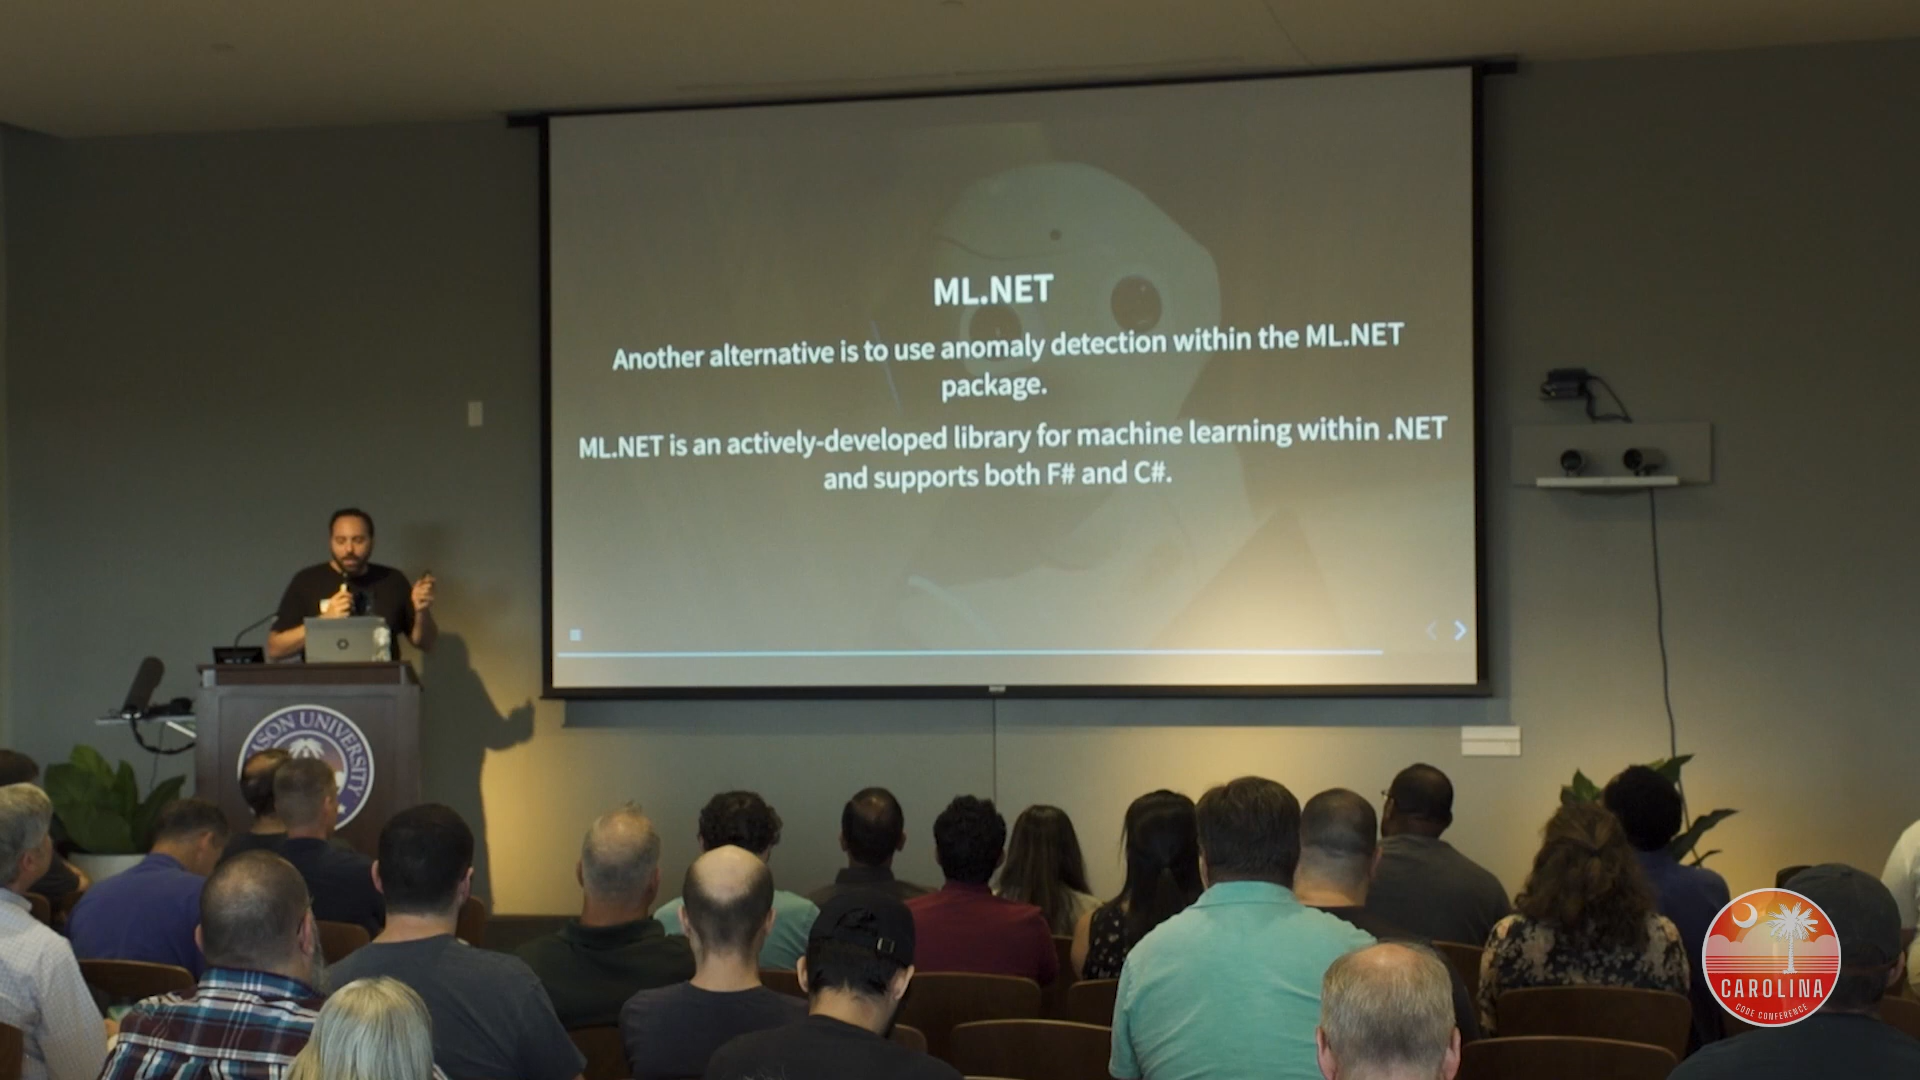 ML.NET
Another alternative is to use anomaly detection within the ML.NET
package.
ML.NET is an actively-developed library for machine learning within .NET
and supports both F# and C#.
UNIVERSITY
CAROLINA
CODE CONFERENCE